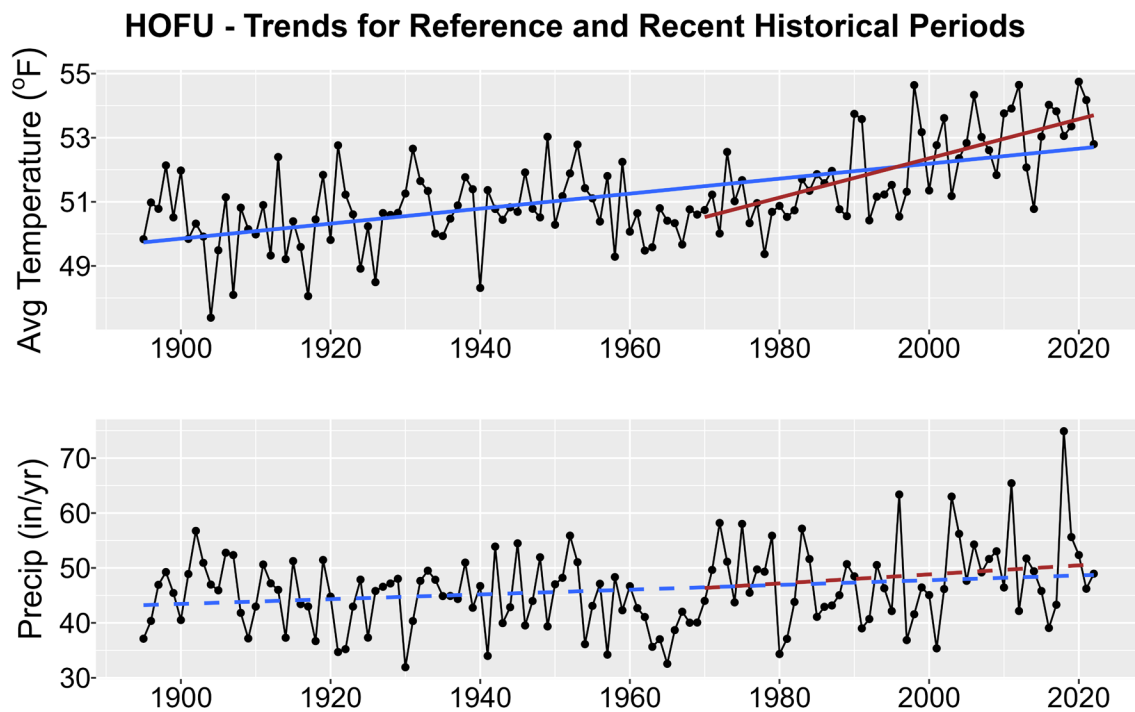 HOFU - Trends for Reference and Recent Historical Periods
Avg Temperature (°F)
55
53
51
49
1900 1920 1940 1960 1980 2000 2020
Precip (in/yr)
70
60
50
40
30
1900 1920 1940 1960 1980 2000 2020